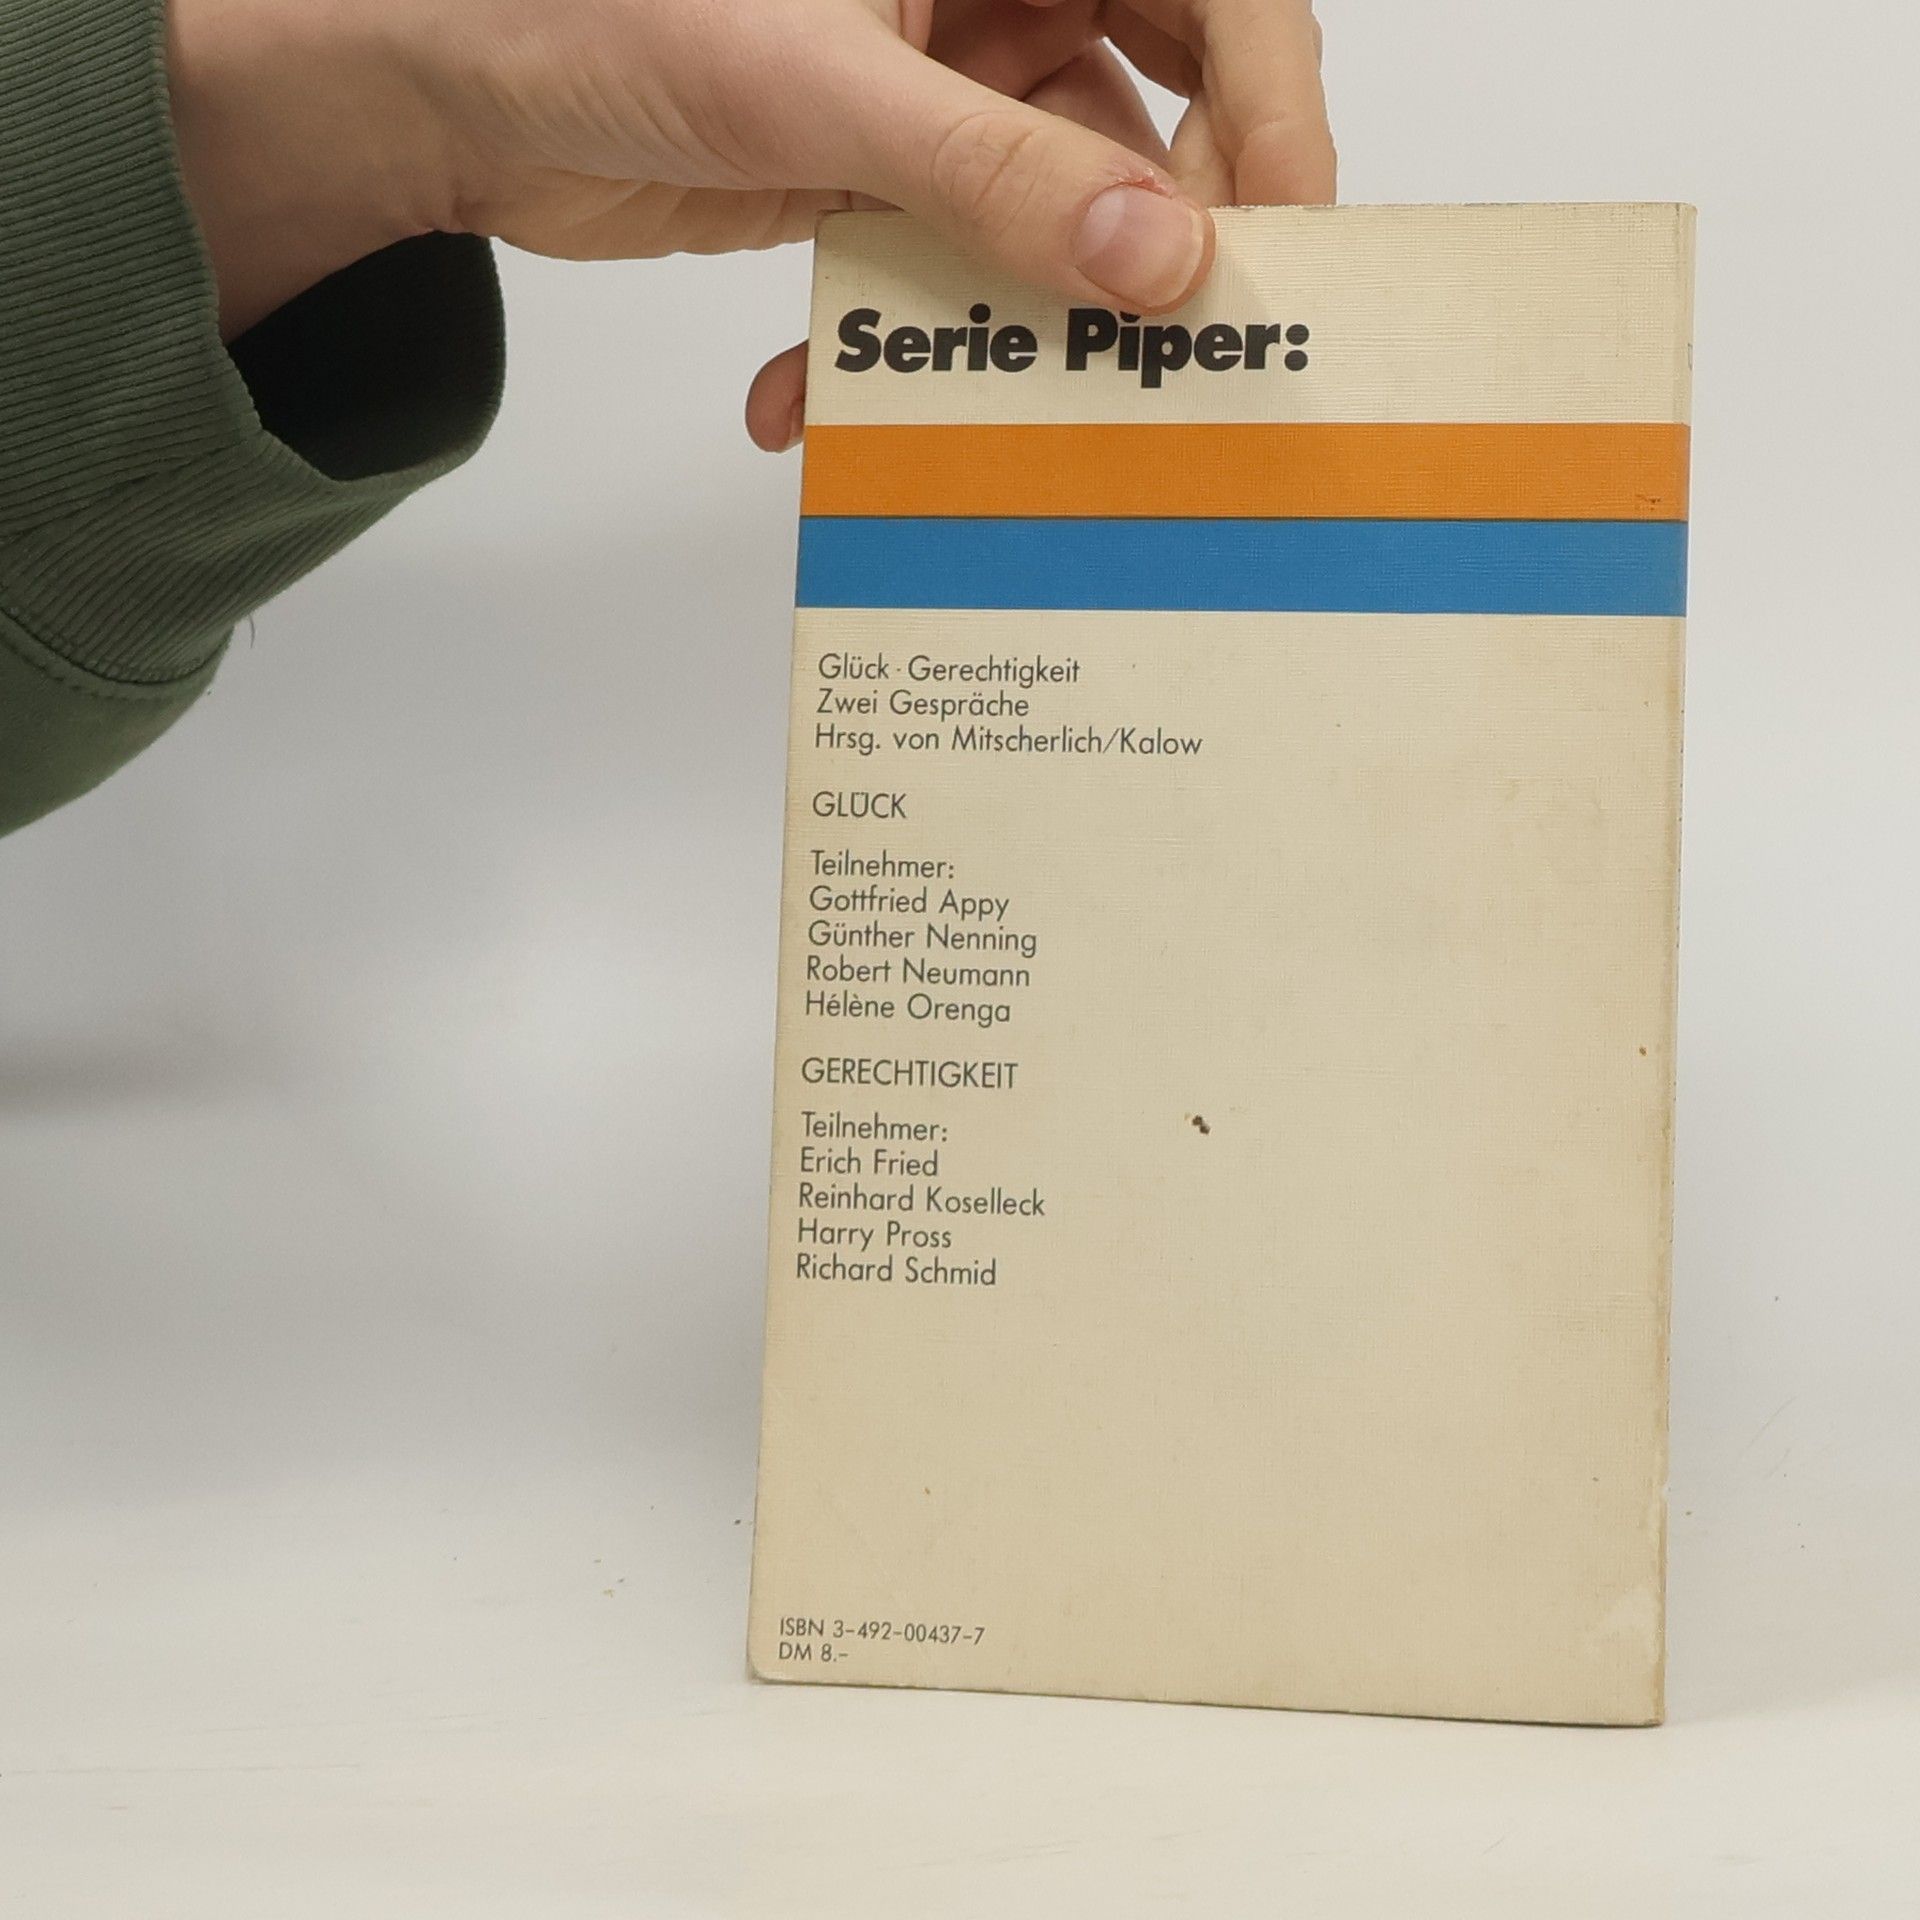 Serie Piper:
Glück · Gerechtigkeit
Zwei Gespräche
Hrsg. von Mitscherlich/Kalow
GLÜCK
Teilnehmer:
Gottfried Appy
Günther Nenning
Robert Neumann
Hélène Orenga
GERECHTIGKEIT
Teilnehmer:
Erich Fried
Reinhard Koselleck
Harry Pross
Richard Schmid
ISBN 3-492-00437-7
DM 8.-